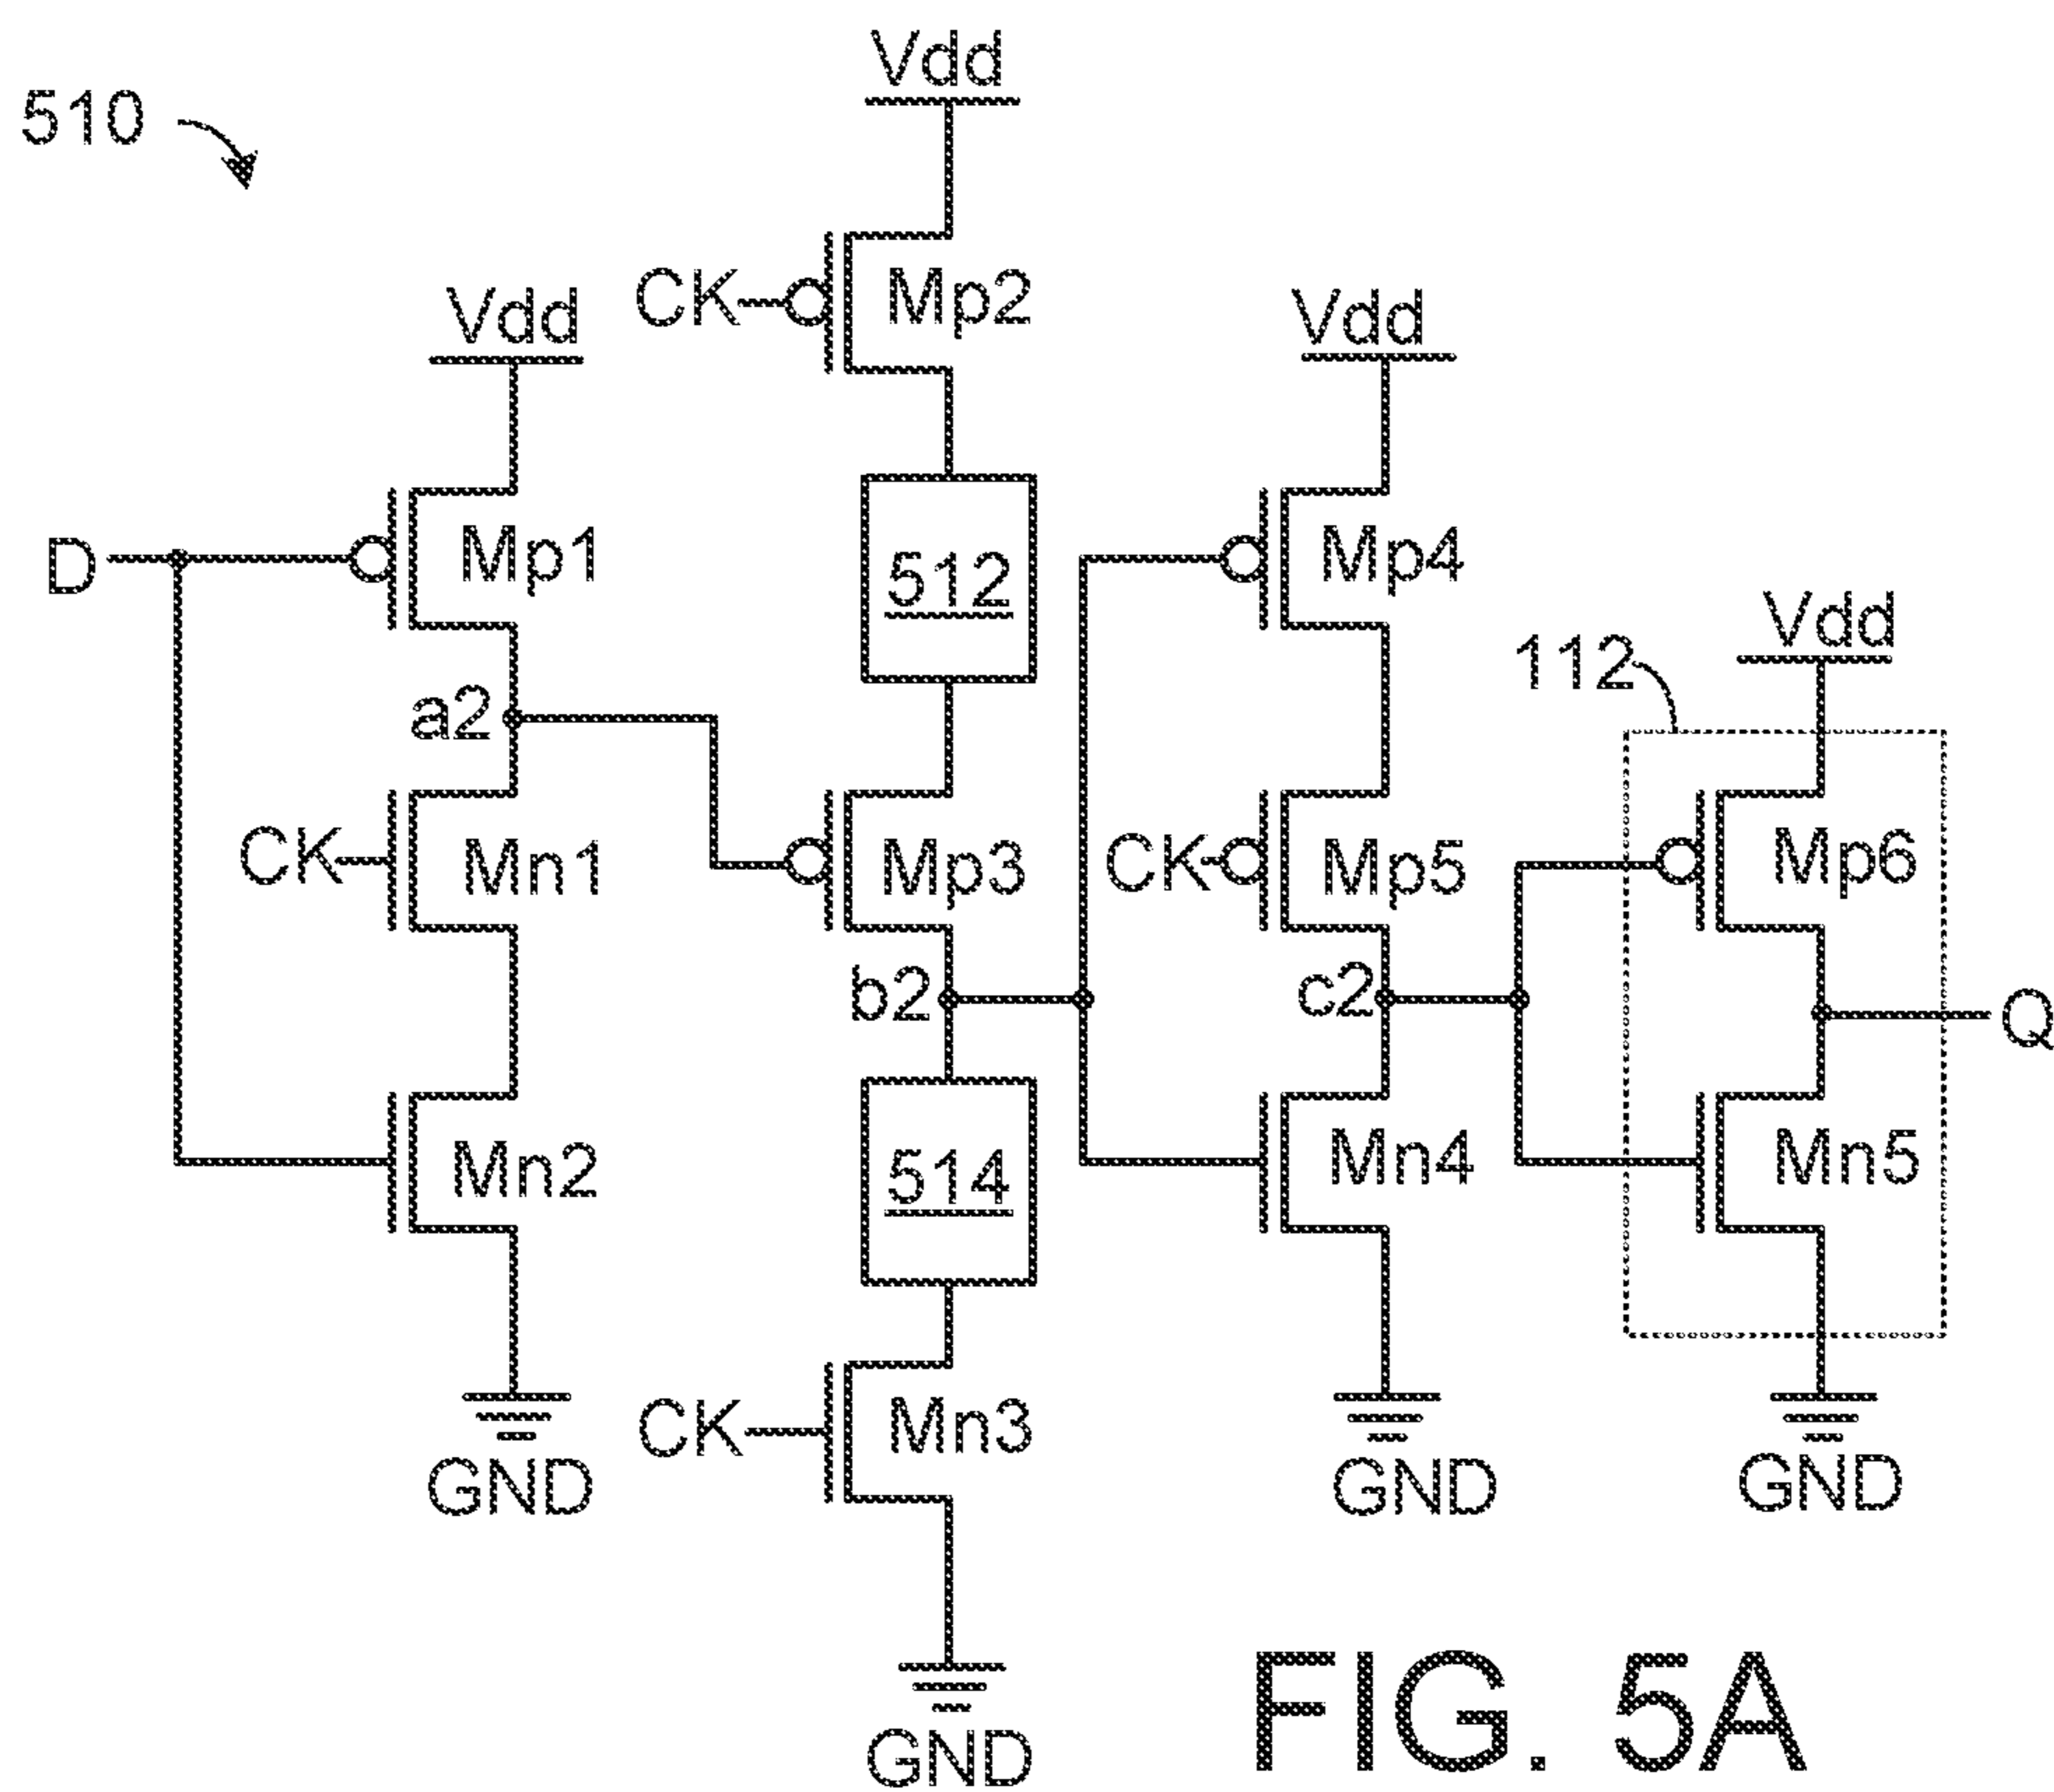 Vdd
510
CK
Mp2
Vdd
Vdd
D
Mp1
512
Mp4
Vdd
112
a2
CK
Mn1
Mp3
CK
Mp5
Mp6
b2
c2
Q
Mn2
514
Mn4
Mn5
CK
Mn3
GND
GND
GND
GND
FIG. 5A